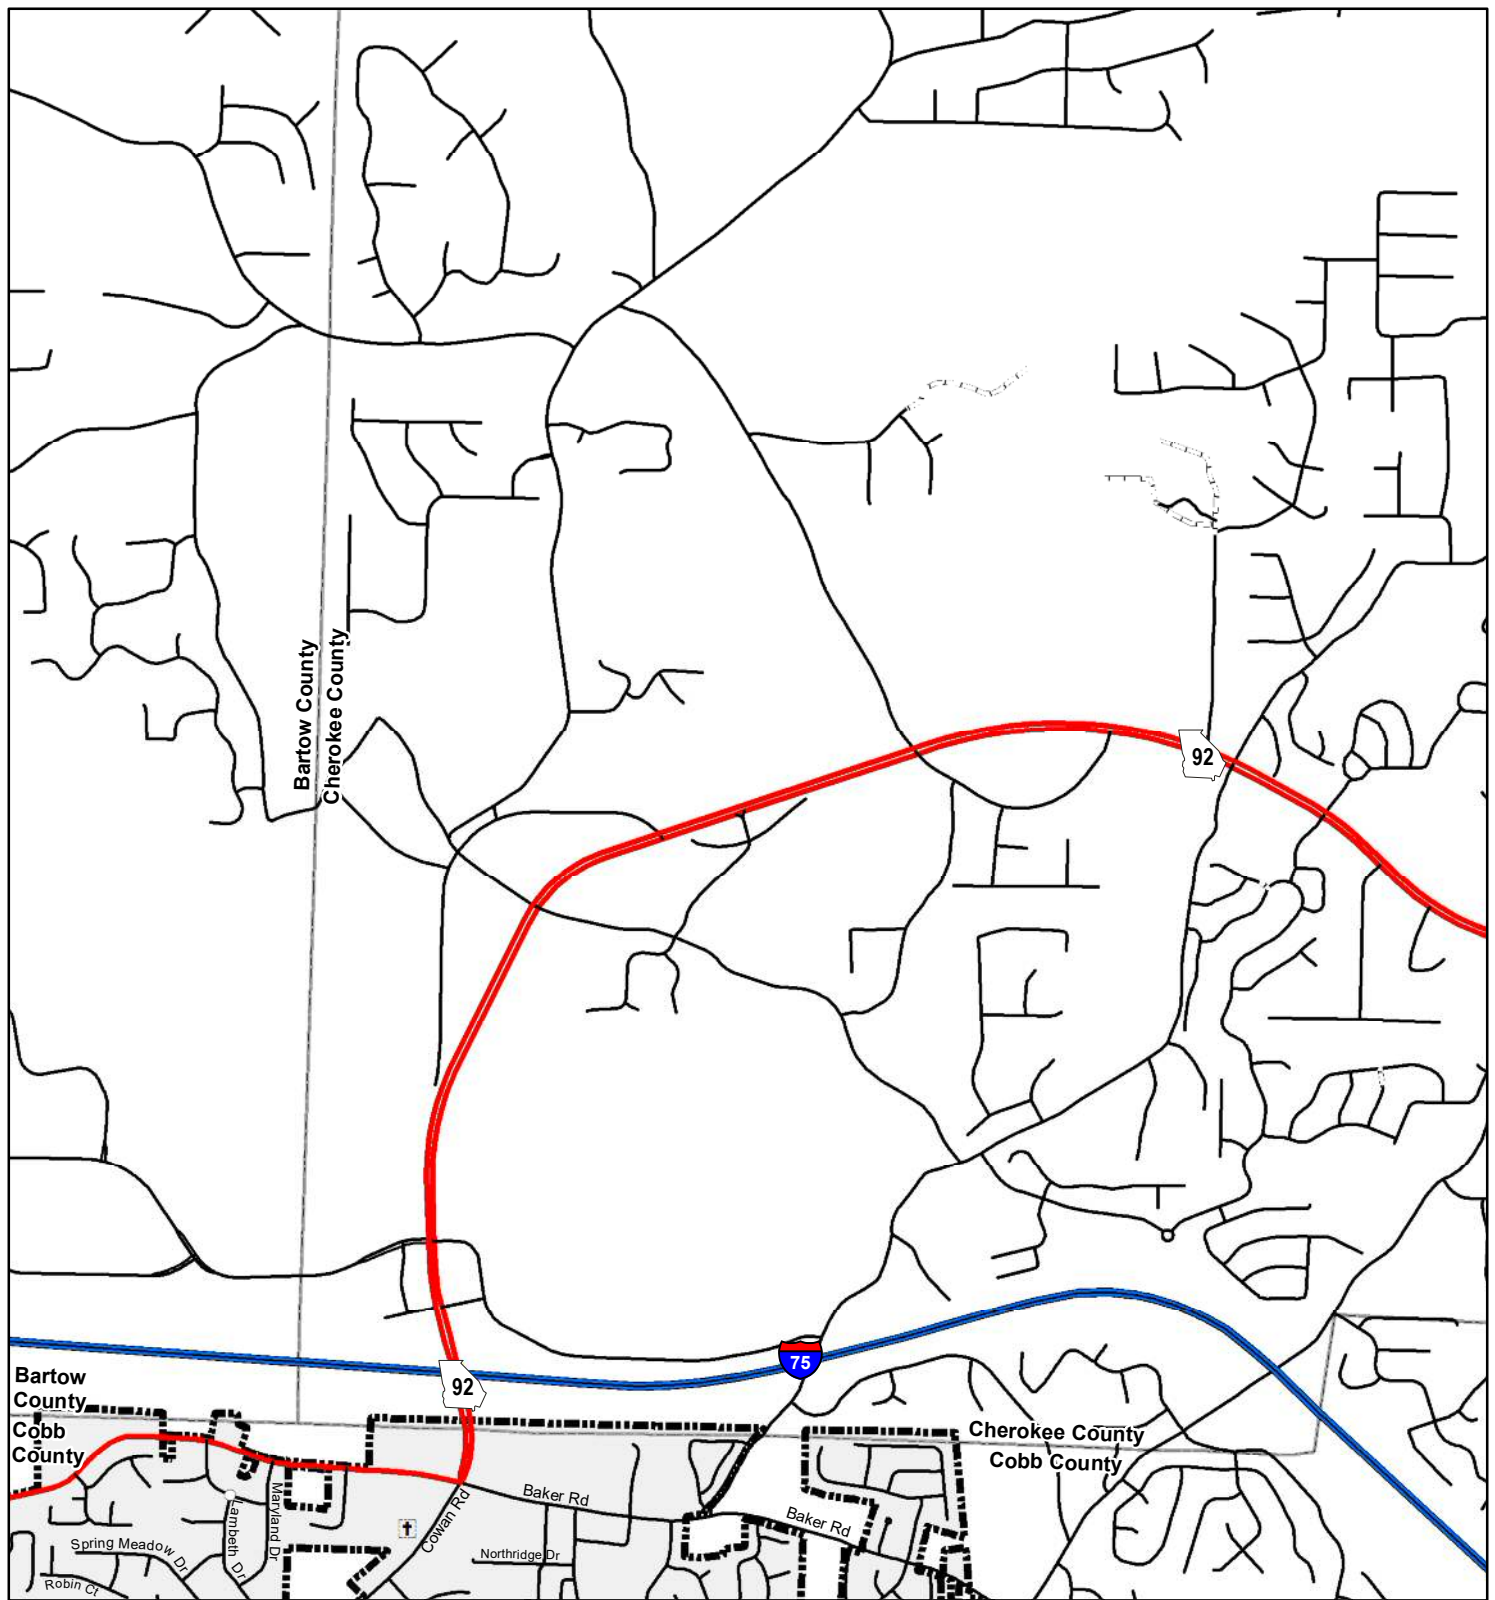 Bartow County
Cherokee County
92
75
92
Bartow
County
Cobb
County
Cherokee County
Cobb County
Baker Rd
Baker Rd
Cowan Rd
Maryland Dr
Lambeth Dr
Spring Meadow Dr
Northridge Dr
Robin Ct